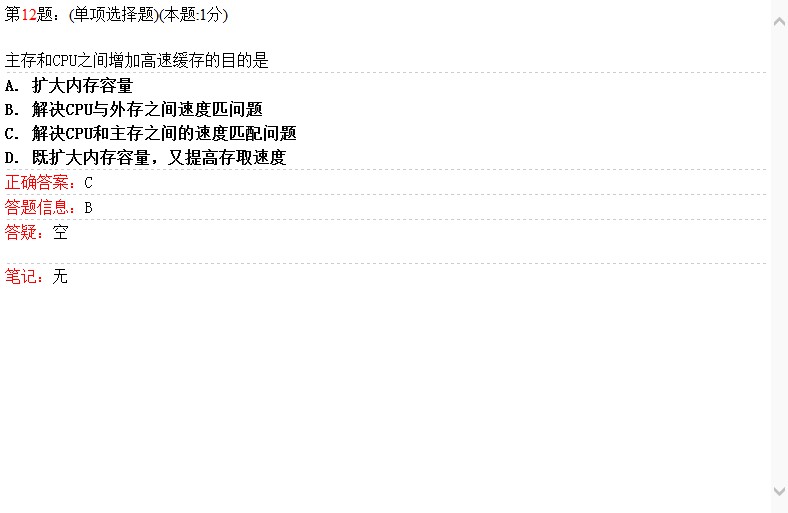 第12题：(单项选择题)(本题:1分)
主存和CPU之间增加高速缓存的目的是
A. 扩大内存容量
B. 解决CPU与外存之间速度匹问题
C. 解决CPU和主存之间的速度匹配问题
D. 既扩大内存容量，又提高存取速度
正确答案：C
答题信息：B
答疑：空
笔记：无